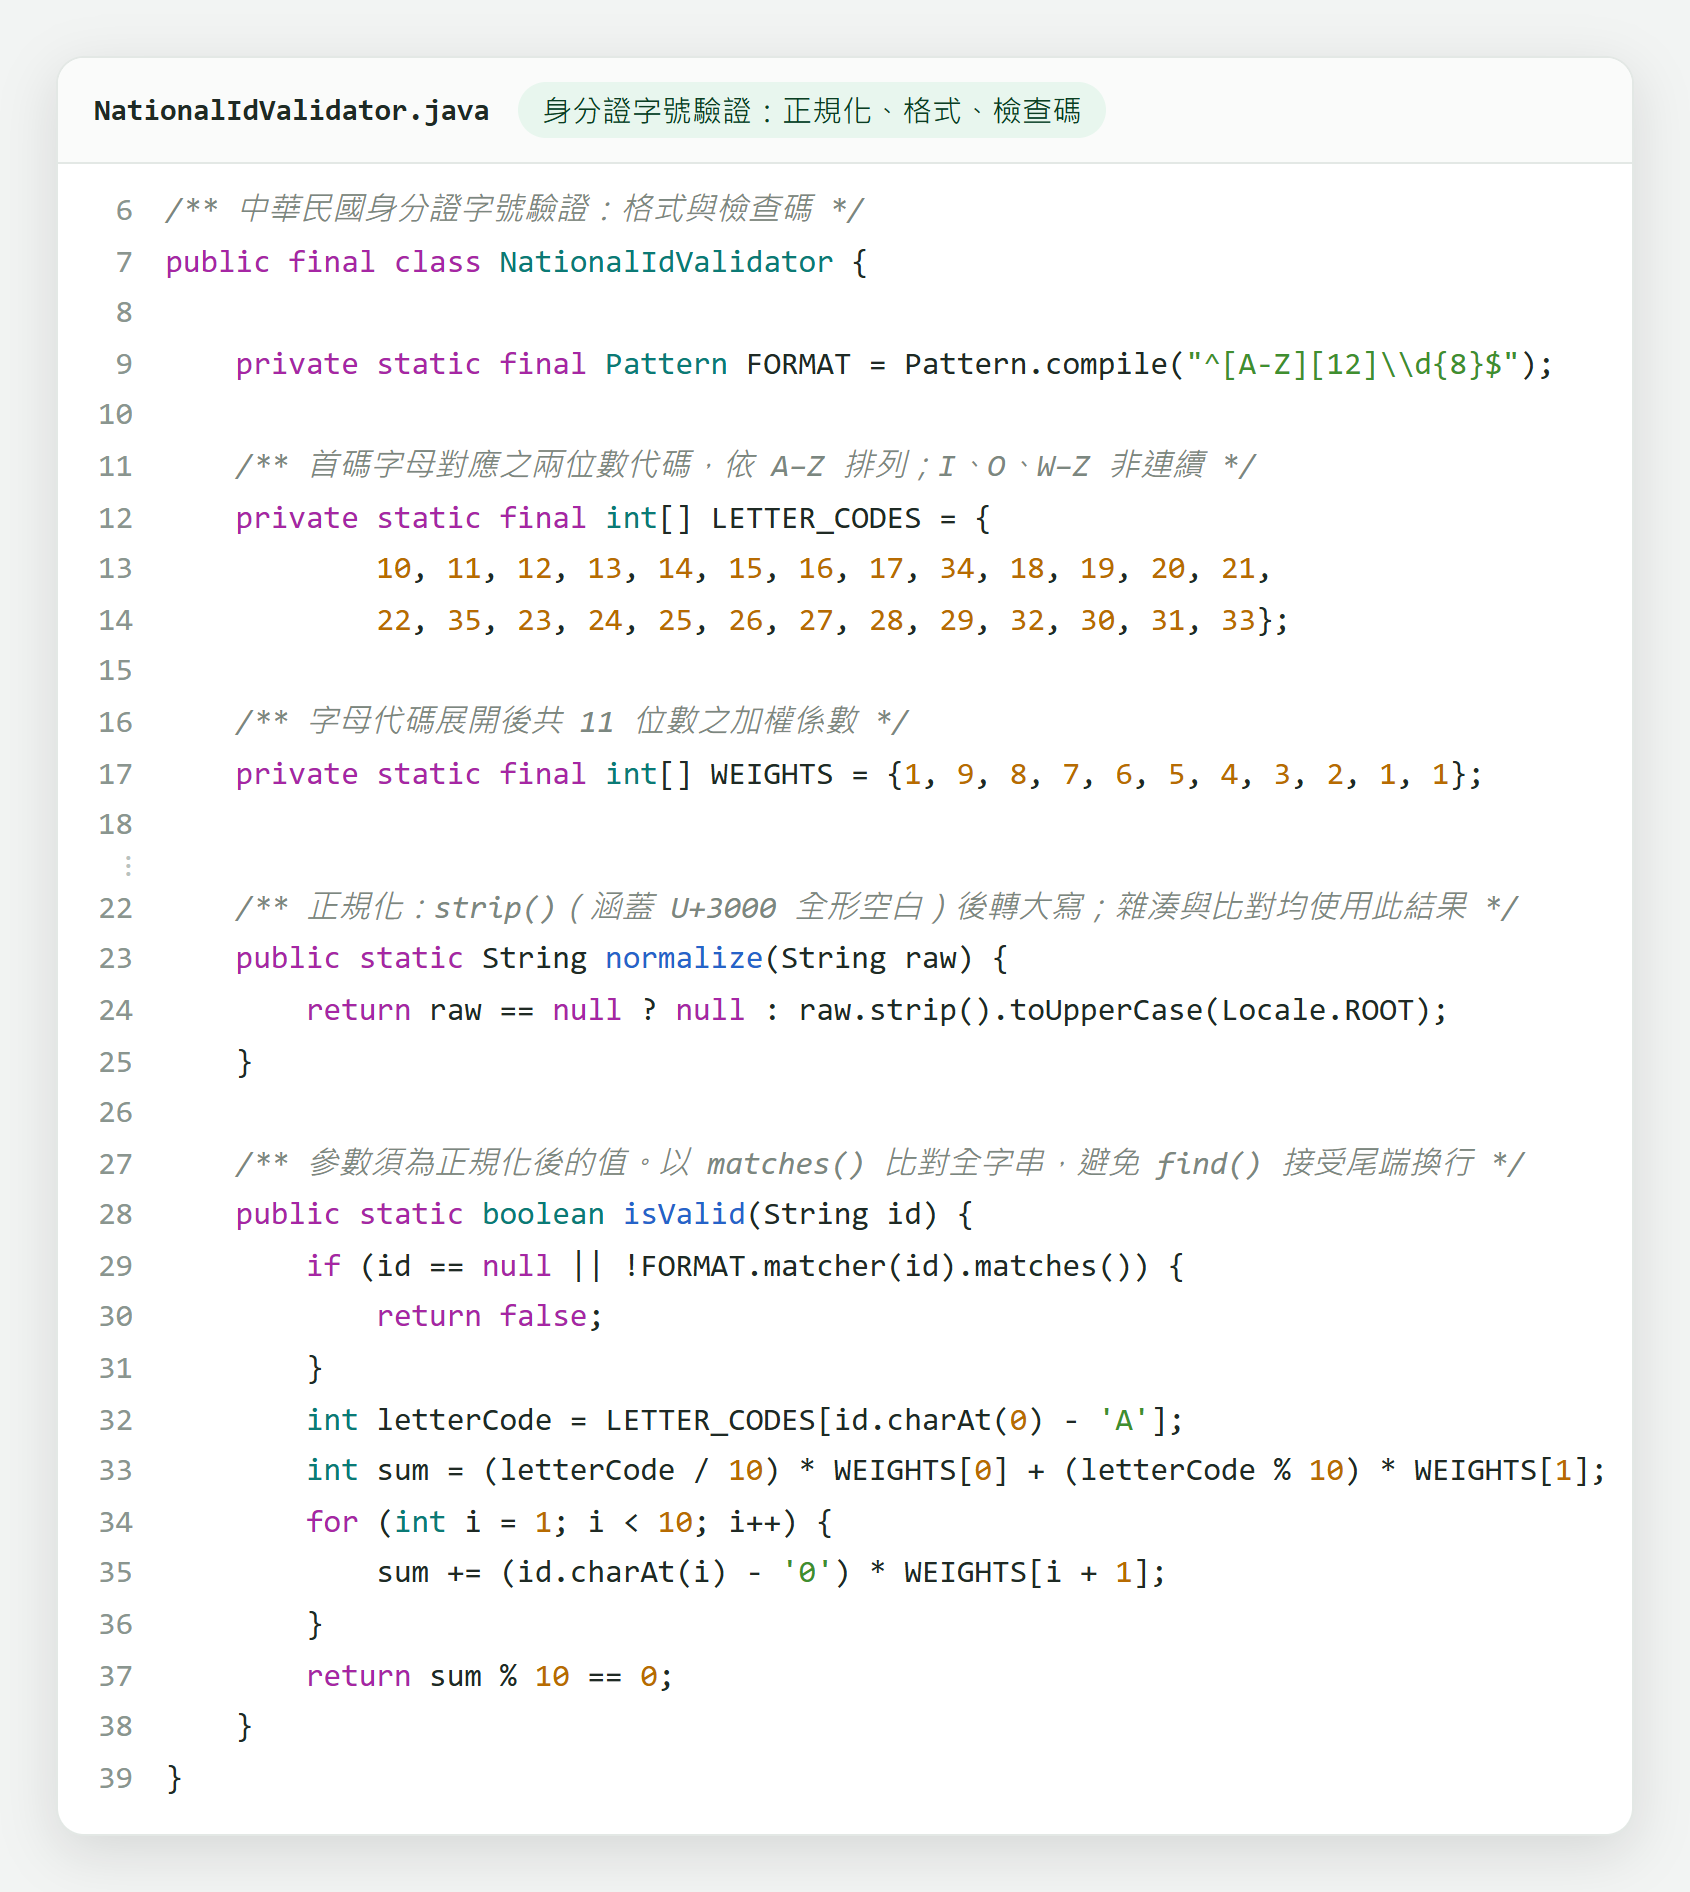 NationalIdValidator.java 身分證字號驗證：正規化、格式、檢查碼
6 /** 中華民國身分證字號驗證：格式與檢查碼 */
7 public final class NationalIdValidator {
8
9     private static final Pattern FORMAT = Pattern.compile("^[A-Z][12]\\d{8}$");
10
11     /** 首碼字母對應之兩位數代碼，依 A–Z 排列；I、O、W–Z 非連續 */
12     private static final int[] LETTER_CODES = {
13             10, 11, 12, 13, 14, 15, 16, 17, 34, 18, 19, 20, 21,
14             22, 35, 23, 24, 25, 26, 27, 28, 29, 32, 30, 31, 33};
15
16     /** 字母代碼展開後共 11 位數之加權係數 */
17     private static final int[] WEIGHTS = {1, 9, 8, 7, 6, 5, 4, 3, 2, 1, 1};
18
⋮
22     /** 正規化：strip()（涵蓋 U+3000 全形空白）後轉大寫；雜湊與比對均使用此結果 */
23     public static String normalize(String raw) {
24         return raw == null ? null : raw.strip().toUpperCase(Locale.ROOT);
25     }
26
27     /** 參數須為正規化後的值。以 matches() 比對全字串，避免 find() 接受尾端換行 */
28     public static boolean isValid(String id) {
29         if (id == null || !FORMAT.matcher(id).matches()) {
30             return false;
31         }
32         int letterCode = LETTER_CODES[id.charAt(0) - 'A'];
33         int sum = (letterCode / 10) * WEIGHTS[0] + (letterCode % 10) * WEIGHTS[1];
34         for (int i = 1; i < 10; i++) {
35             sum += (id.charAt(i) - '0') * WEIGHTS[i + 1];
36         }
37         return sum % 10 == 0;
38     }
39 }